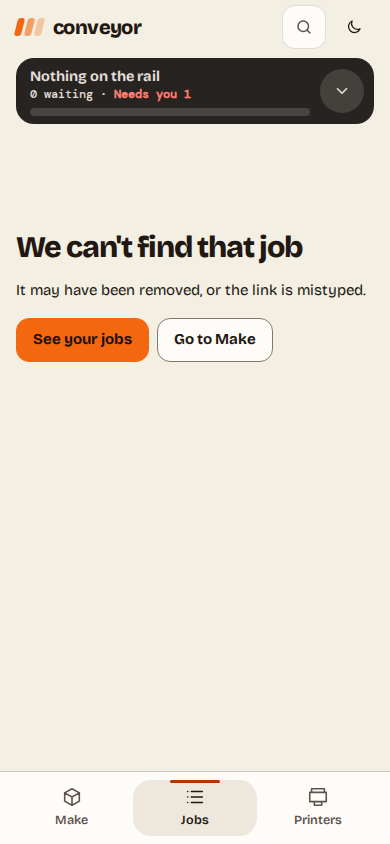 conveyor
Nothing on the rail
0 waiting · Needs you 1
We can't find that job
It may have been removed, or the link is mistyped.
See your jobs
Go to Make
Make
Jobs
Printers